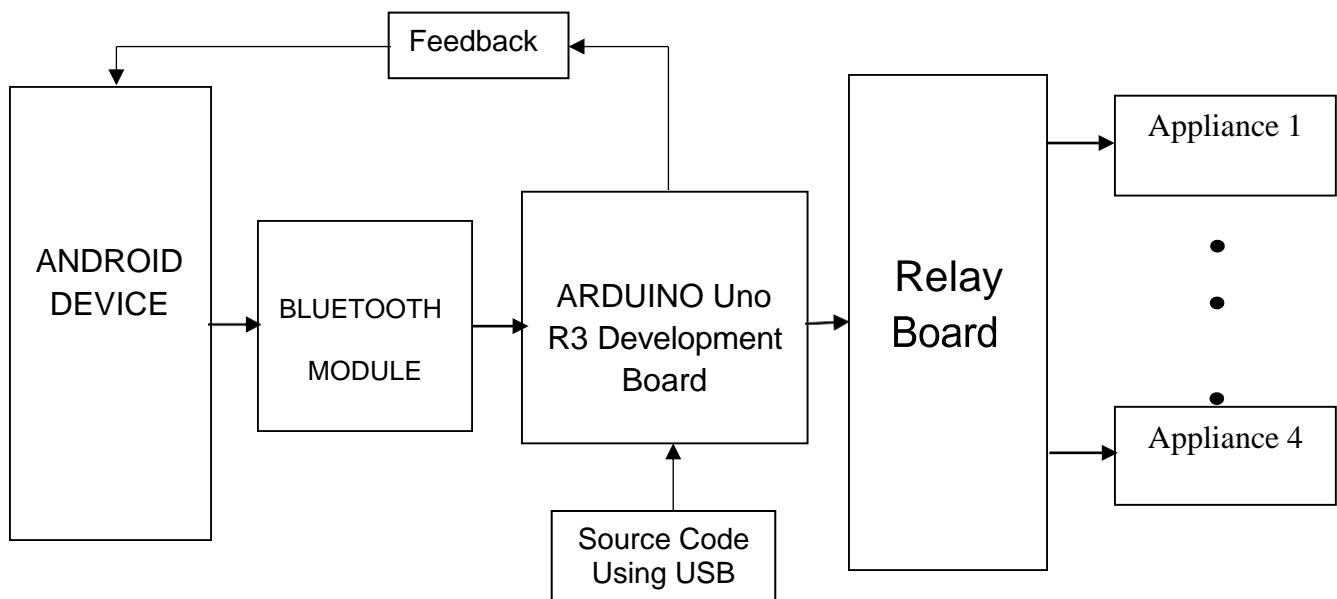 Feedback
ANDROID
DEVICE
BLUETOOTH
MODULE
ARDUINO Uno
R3 Development
Board
Source Code
Using USB
Relay
Board
Appliance 1
Appliance 4